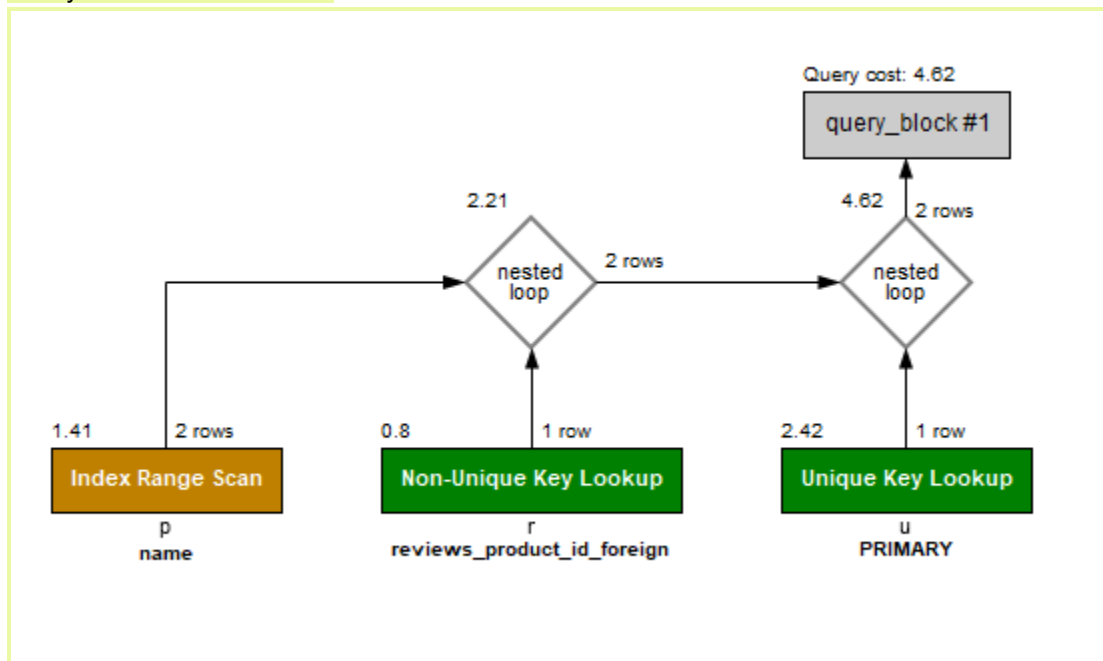 Query cost: 4.62
query_block #1
2.21
4.62
2 rows
nested
loop
2 rows
nested
loop
1.41
2 rows
0.8
1 row
2.42
1 row
Index Range Scan
Non-Unique Key Lookup
Unique Key Lookup
p
r
u
name
reviews_product_id_foreign
PRIMARY